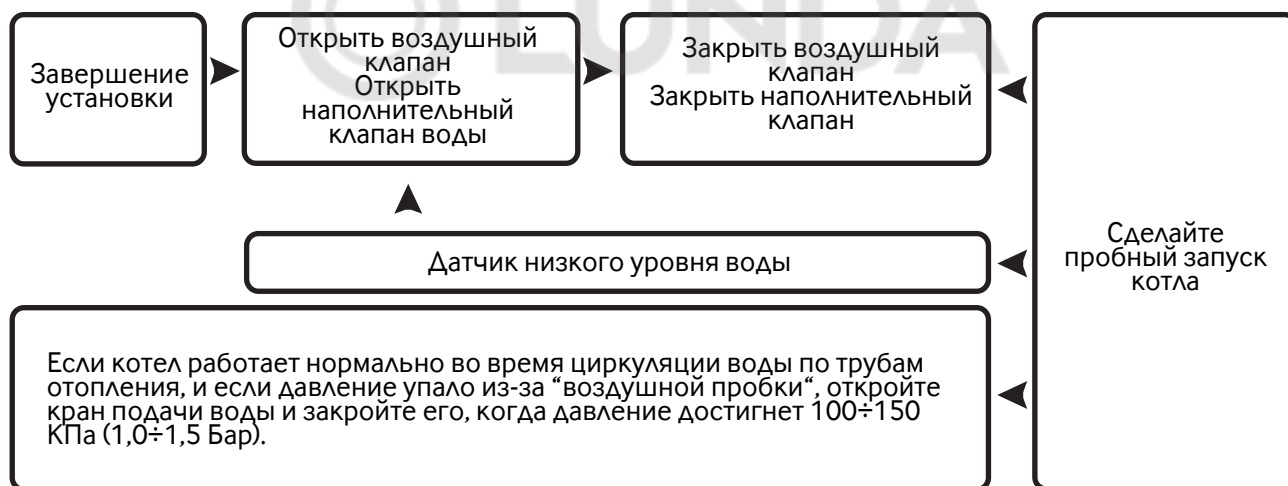 LUNDA
Завершение
установки
Открыть воздушный
клапан
Открыть
наполнительный
клапан воды
Закрыть воздушный
клапан
Закрыть наполнительный
клапан
Датчик низкого уровня воды
Сделайте
пробный запуск
котла
Если котел работает нормально во время циркуляции воды по трубам
отопления, и если давление упало из-за “воздушной пробки“, откройте
кран подачи воды и закройте его, когда давление достигнет 100÷150
КПа (1,0÷1,5 Бар).